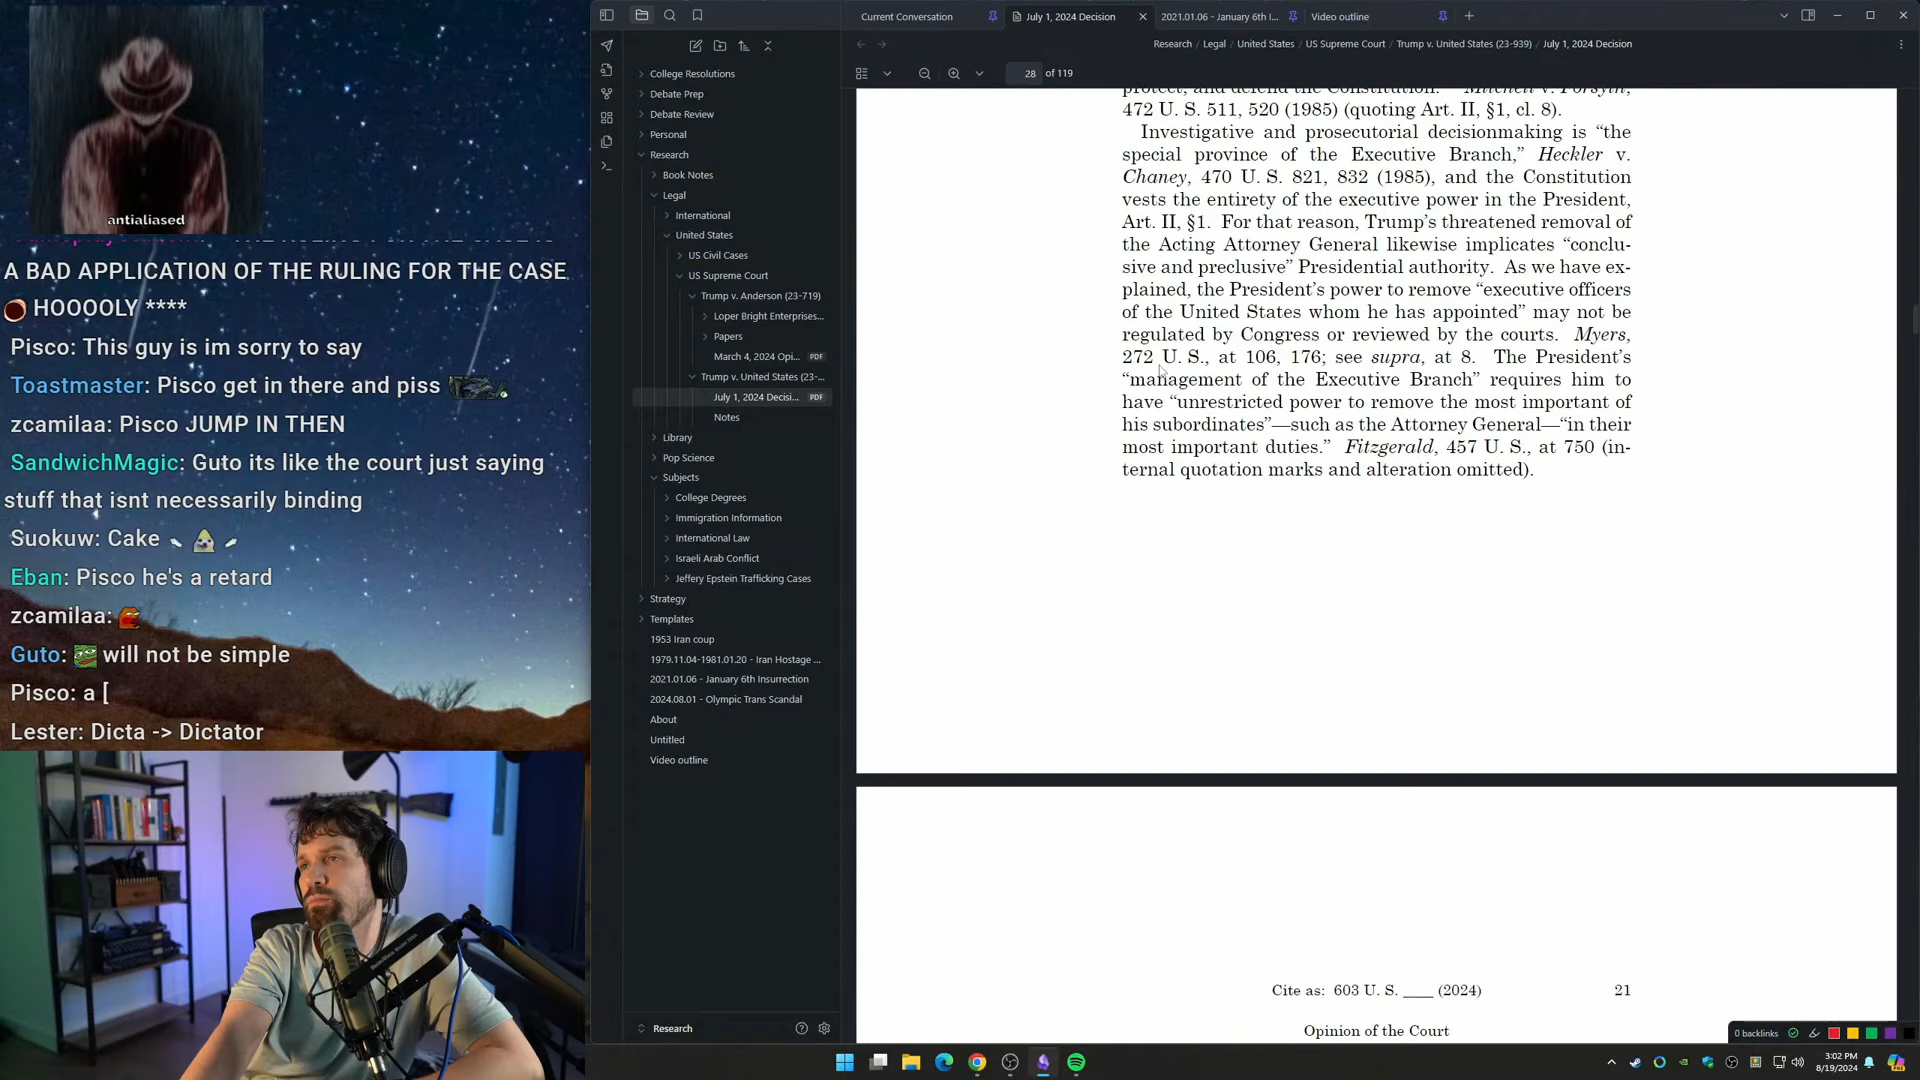 antialiased
A BAD APPLICATION OF THE RULING FOR THE CASE
HOOOOLY ****
Pisco: This guy is im sorry to say
Toastmaster: Pisco get in there and piss
zcamilaa: Pisco JUMP IN THEN
SandwichMagic: Guto its like the court just saying
stuff that isnt necessarily binding
Suokuw: Cake
Eban: Pisco he's a retard
zcamilaa:
Guto: will not be simple
Pisco: a [
Lester: Dicta -> Dictator
College Resolutions
Debate Prep
Debate Review
Personal
Research
Book Notes
Legal
International
United States
US Civil Cases
US Supreme Court
Trump v. Anderson (23-719)
Loper Bright Enterprises...
Papers
March 4, 2024 Opi... PDF
Trump v. United States (23-...
July 1, 2024 Decisi... PDF
Notes
Library
Pop Science
Subjects
College Degrees
Immigration Information
International Law
Israeli Arab Conflict
Jeffery Epstein Trafficking Cases
Strategy
Templates
1953 Iran coup
1979.11.04-1981.01.20 - Iran Hostage ...
2021.01.06 - January 6th Insurrection
2024.08.01 - Olympic Trans Scandal
About
Untitled
Video outline
Research
Current Conversation
July 1, 2024 Decision
2021.01.06 - January 6th I...
Video outline
Research / Legal / United States / US Supreme Court / Trump v. United States (23-939) / July 1, 2024 Decision
28 of 119
protect, and defend the Constitution." Mitchell v. Forsyth,
472 U. S. 511, 520 (1985) (quoting Art. II, §1, cl. 8).
Investigative and prosecutorial decisionmaking is “the
special province of the Executive Branch,” Heckler v.
Chaney, 470 U. S. 821, 832 (1985), and the Constitution
vests the entirety of the executive power in the President,
Art. II, §1. For that reason, Trump’s threatened removal of
the Acting Attorney General likewise implicates “conclu-
sive and preclusive” Presidential authority. As we have ex-
plained, the President’s power to remove “executive officers
of the United States whom he has appointed” may not be
regulated by Congress or reviewed by the courts. Myers,
272 U. S., at 106, 176; see supra, at 8. The President’s
“management of the Executive Branch” requires him to
have “unrestricted power to remove the most important of
his subordinates”—such as the Attorney General—“in their
most important duties.” Fitzgerald, 457 U. S., at 750 (in-
ternal quotation marks and alteration omitted).
Cite as: 603 U. S. ____ (2024) 21
Opinion of the Court
0 backlinks
3:02 PM
8/19/2024